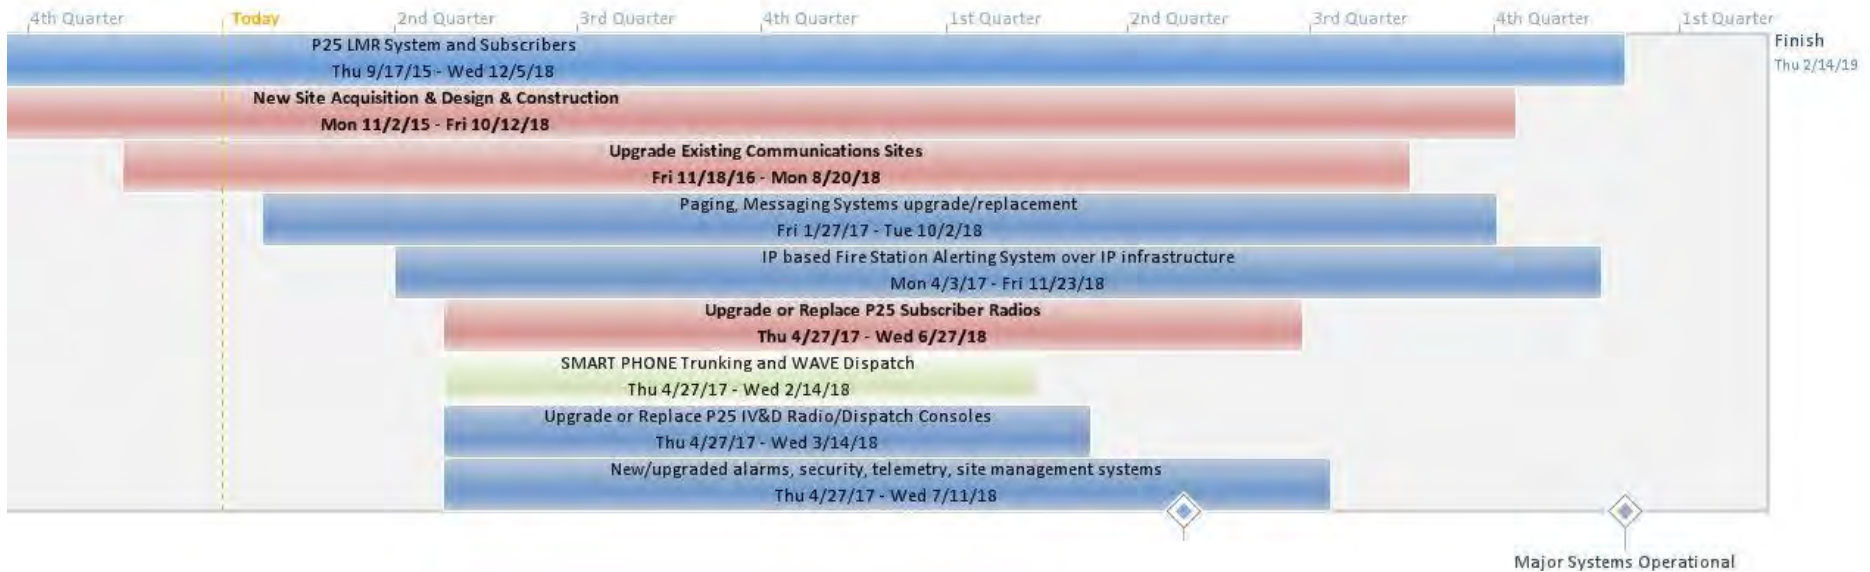 4th Quarter
Today
2nd Quarter
3rd Quarter
4th Quarter
1st Quarter
2nd Quarter
3rd Quarter
4th Quarter
1st Quarter
P25 LMR System and Subscribers
Thu 9/17/15 - Wed 12/5/18
Finish
Thu 2/14/19
New Site Acquisition & Design & Construction
Mon 11/2/15 - Fri 10/12/18
Upgrade Existing Communications Sites
Fri 11/18/16 - Mon 8/20/18
Paging, Messaging Systems upgrade/replacement
Fri 1/27/17 - Tue 10/2/18
IP based Fire Station Alerting System over IP infrastructure
Mon 4/3/17 - Fri 11/23/18
Upgrade or Replace P25 Subscriber Radios
Thu 4/27/17 - Wed 6/27/18
SMART PHONE Trunking and WAVE Dispatch
Thu 4/27/17 - Wed 2/14/18
Upgrade or Replace P25 IV&D Radio/Dispatch Consoles
Thu 4/27/17 - Wed 3/14/18
New/upgraded alarms, security, telemetry, site management systems
Thu 4/27/17 - Wed 7/11/18
Major Systems Operational